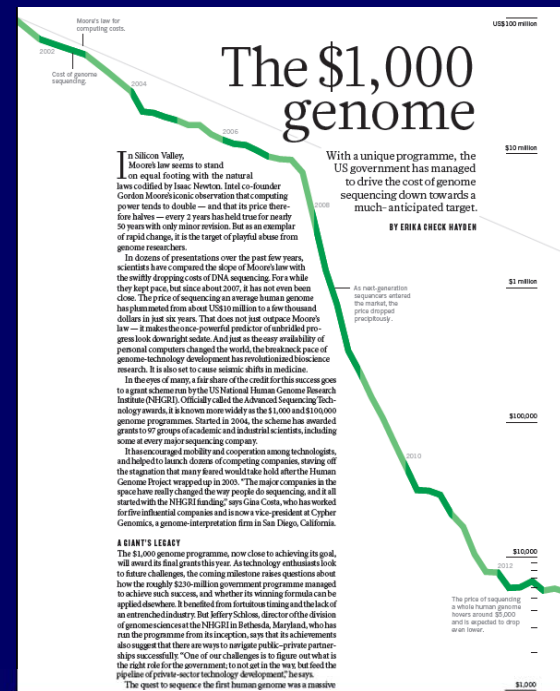 Moore's law for
computing costs.
US$100 million
2002
Cost of genome
sequencing.
2004
The $1,000
genome
2006
$10 million
With a unique programme, the
US government has managed
to drive the cost of genome
sequencing down towards a
much-anticipated target.
BY ERIKA CHECK HAYDEN
In Silicon Valley,
Moore's law seems to stand
on equal footing with the natural
laws codified by Isaac Newton. Intel co-founder
Gordon Moore's iconic observation that computing
power tends to double — and that its price there-
fore halves — every 2 years has held true for nearly
50 years with only minor revision. But as an exemplar
of rapid change, it is the target of playful abuse from
genome researchers.
In dozens of presentations over the past few years,
scientists have compared the slope of Moore's law with
the swiftly dropping costs of DNA sequencing. For a while
they kept pace, but since about 2007, it has not even been
close. The price of sequencing an average human genome
has plummeted from about US$10 million to a few thousand
dollars in just six years. That does not just outpace Moore's
law — it makes the once-powerful predictor of unbridled pro-
gress look downright sedate. And just as the easy availability of
personal computers changed the world, the breakneck pace of
genome-technology development has revolutionized bioscience
research. It is also set to cause seismic shifts in medicine.
In the eyes of many, a fair share of the credit for this success goes
to a grant scheme run by the US National Human Genome Research
Institute (NHGRI). Officially called the Advanced Sequencing Tech-
nology awards, it is known more widely as the $1,000 and $100,000
genome programmes. Started in 2004, the scheme has awarded
grants to 97 groups of academic and industrial scientists, including
some at every major sequencing company.
It has encouraged mobility and cooperation among technologists,
and helped to launch dozens of competing companies, staving off
the stagnation that many feared would take hold after the Human
Genome Project wrapped up in 2003. "The major companies in the
space have really changed the way people do sequencing, and it all
started with the NHGRI funding," says Gina Costa, who has worked
for five influential companies and is now a vice-president at Cypher
Genomics, a genome-interpretation firm in San Diego, California.
A GIANT'S LEGACY
The $1,000 genome programme, now close to achieving its goal,
will award its final grants this year. As technology enthusiasts look
to future challenges, the coming milestone raises questions about
how the roughly $230-million government programme managed
to achieve such success, and whether its winning formula can be
applied elsewhere. It benefited from fortuitous timing and the lack of
an entrenched industry. But Jeffery Schloss, director of the division
of genome sciences at the NHGRI in Bethesda, Maryland, who has
run the programme from its inception, says that its achievements
also suggest that there are ways to navigate public–private partner-
ships successfully. "One of our challenges is to figure out what is
the right role for the government; to not get in the way, but feed the
pipeline of private-sector technology development," he says.
The quest to sequence the first human genome was a massive
2008
$1 million
As next-generation
sequencers entered
the market, the
price dropped
precipitously.
$100,000
2010
$10,000
2012
The price of sequencing
a whole human genome
hovers around $5,000
and is expected to drop
even lower.
$1,000